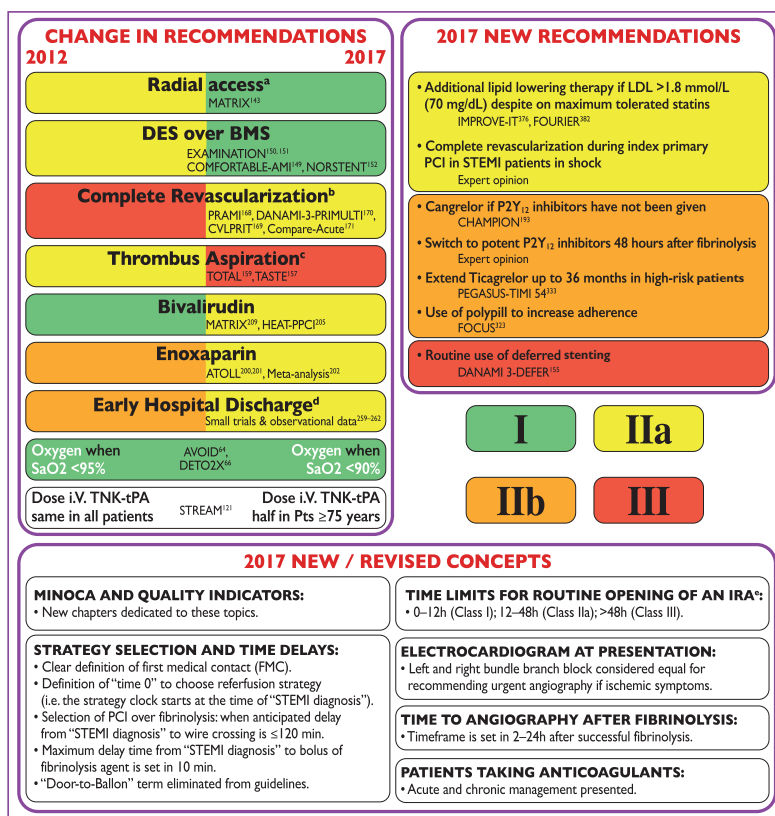 CHANGE IN RECOMMENDATIONS
2012 2017
Radial accessᵃ
MATRIX¹⁴³
DES over BMS
EXAMINATION¹⁵⁰,¹⁵¹
COMFORTABLE-AMI¹⁴⁹, NORSTENT¹⁵²
Complete Revascularizationᵇ
PRAMI¹⁶⁸, DANAMI-3-PRIMULTI¹⁷⁰,
CVLPRIT¹⁶⁹, Compare-Acute¹⁷¹
Thrombus Aspirationᶜ
TOTAL¹⁵⁹, TASTE¹⁵⁷
Bivalirudin
MATRIX²⁰⁹, HEAT-PPCI²⁰⁵
Enoxaparin
ATOLL²⁰⁰,²⁰¹, Meta-analysis²⁰²
Early Hospital Dischargeᵈ
Small trials & observational data²⁵⁹⁻²⁶²
Oxygen when
SaO2 <95%
AVOID⁶⁴,
DETO2X⁶⁶
Oxygen when
SaO2 <90%
Dose i.V. TNK-tPA
same in all patients
STREAM¹²¹
Dose i.V. TNK-tPA
half in Pts ≥75 years
2017 NEW RECOMMENDATIONS
• Additional lipid lowering therapy if LDL >1.8 mmol/L
(70 mg/dL) despite on maximum tolerated statins
IMPROVE-IT³⁷⁶, FOURIER³⁸²
• Complete revascularization during index primary
PCI in STEMI patients in shock
Expert opinion
• Cangrelor if P2Y₁₂ inhibitors have not been given
CHAMPION¹⁹³
• Switch to potent P2Y₁₂ inhibitors 48 hours after fibrinolysis
Expert opinion
• Extend Ticagrelor up to 36 months in high-risk patients
PEGASUS-TIMI 54³³³
• Use of polypill to increase adherence
FOCUS³²³
• Routine use of deferred stenting
DANAMI 3-DEFER¹⁵⁵
I IIa
IIb III
2017 NEW / REVISED CONCEPTS
MINOCA AND QUALITY INDICATORS:
• New chapters dedicated to these topics.
STRATEGY SELECTION AND TIME DELAYS:
• Clear definition of first medical contact (FMC).
• Definition of "time 0" to choose referfusion strategy
(i.e. the strategy clock starts at the time of "STEMI diagnosis").
• Selection of PCI over fibrinolysis: when anticipated delay
from "STEMI diagnosis" to wire crossing is ≤120 min.
• Maximum delay time from "STEMI diagnosis" to bolus of
fibrinolysis agent is set in 10 min.
• "Door-to-Ballon" term eliminated from guidelines.
TIME LIMITS FOR ROUTINE OPENING OF AN IRAᵉ:
• 0–12h (Class I); 12–48h (Class IIa); >48h (Class III).
ELECTROCARDIOGRAM AT PRESENTATION:
• Left and right bundle branch block considered equal for
recommending urgent angiography if ischemic symptoms.
TIME TO ANGIOGRAPHY AFTER FIBRINOLYSIS:
• Timeframe is set in 2–24h after successful fibrinolysis.
PATIENTS TAKING ANTICOAGULANTS:
• Acute and chronic management presented.